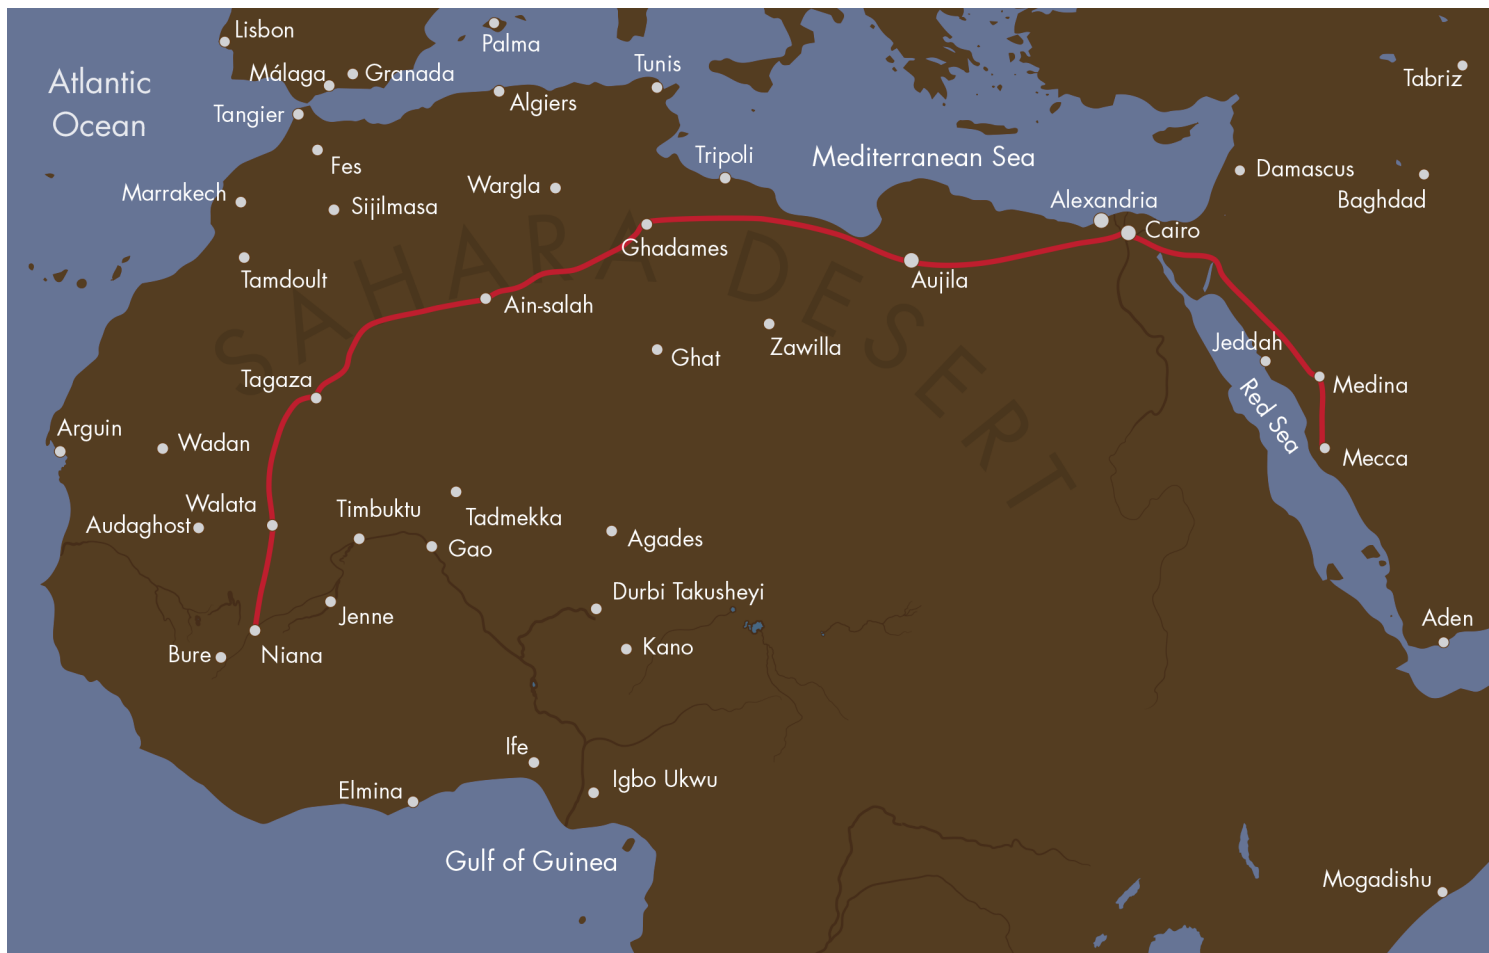 Lisbon
Palma
Atlantic
Ocean
Málaga
Granada
Tunis
Tabriz
Algiers
Tangier
Fes
Tripoli
Mediterranean Sea
Damascus
Wargla
Marrakech
Sijilmasa
Alexandria
Baghdad
Cairo
Ghadames
SAHARA DESERT
Tamdoult
Aujila
Ain-salah
Jeddah
Zawilla
Ghat
Tagaza
Medina
Red Sea
Arguin
Wadan
Mecca
Walata
Timbuktu
Tadmekka
Audaghost
Agades
Gao
Durbi Takusheyi
Jenne
Aden
Bure
Niana
Kano
Ife
Igbo Ukwu
Elmina
Gulf of Guinea
Mogadishu